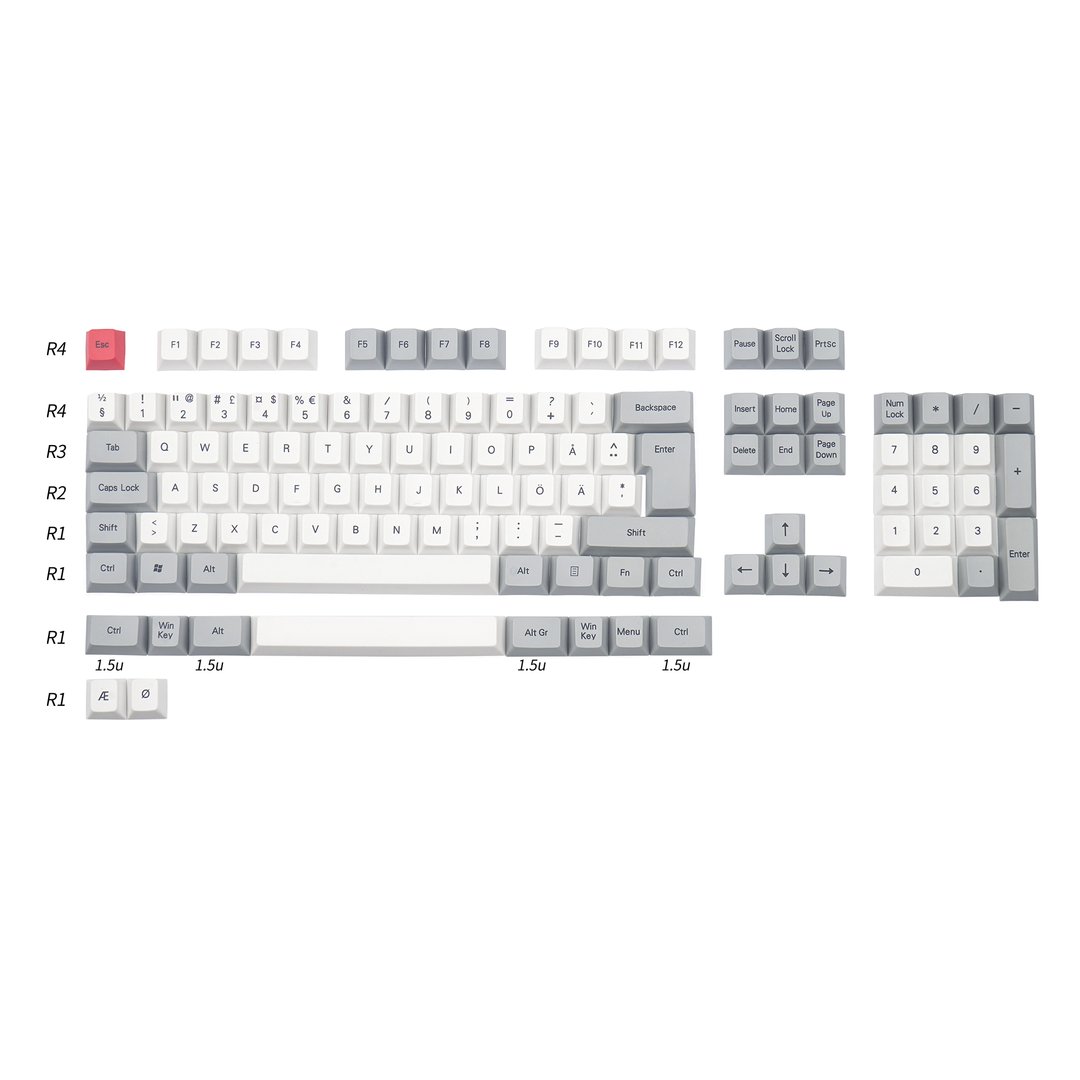 R4 Esc F1 F2 F3 F4 F5 F6 F7 F8 F9 F10 F11 F12 Pause Scroll Lock PrtSc
R4 ½ § ! 1 " @ 2 # £ 3 ¤ $ 4 % € 5 & 6 / 7 ( 8 ) 9 = 0 ? + ` ´ Backspace Insert Home Page Up Num Lock * / −
R3 Tab Q W E R T Y U I O P Å ^ ¨ Enter Delete End Page Down 7 8 9 +
R2 Caps Lock A S D F G H J K L Ö Ä * ' 4 5 6
R1 Shift < > Z X C V B N M ; , : . — _ Shift ↑ 1 2 3 Enter
R1 Ctrl Alt Alt Fn Ctrl ← ↓ → 0 .
R1 Ctrl Win Key Alt Alt Gr Win Key Menu Ctrl
1.5u 1.5u 1.5u 1.5u
R1 Æ Ø